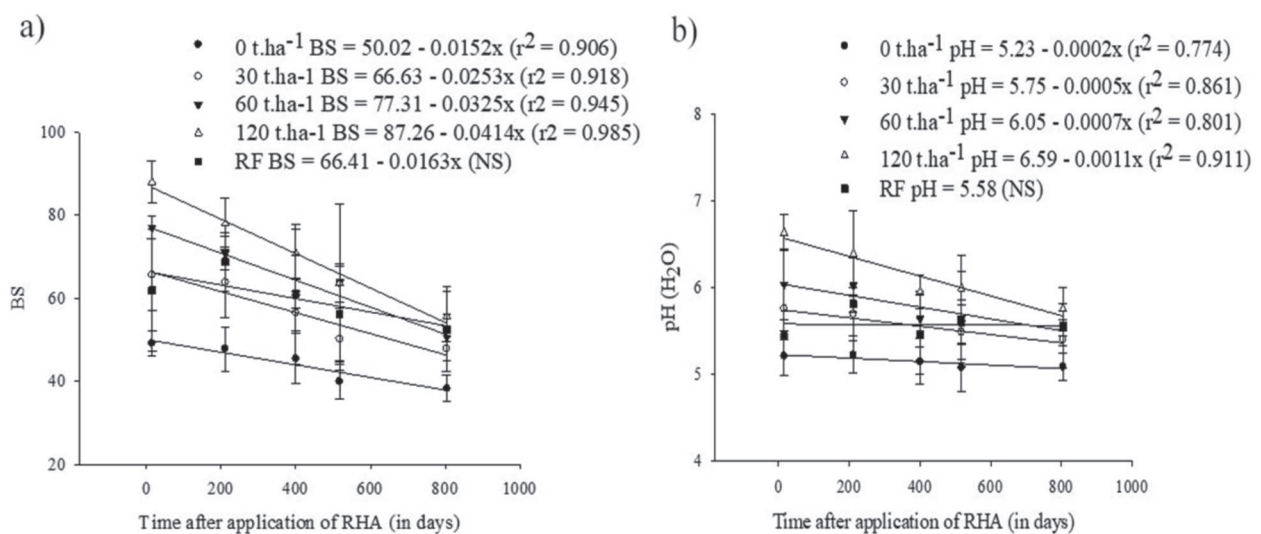 a)
0 t.ha-1 BS = 50.02 - 0.0152x (r2 = 0.906)
30 t.ha-1 BS = 66.63 - 0.0253x (r2 = 0.918)
60 t.ha-1 BS = 77.31 - 0.0325x (r2 = 0.945)
120 t.ha-1 BS = 87.26 - 0.0414x (r2 = 0.985)
RF BS = 66.41 - 0.0163x (NS)
100
80
60
40
20
BS
0 200 400 600 800 1000
Time after application of RHA (in days)
b)
0 t.ha-1 pH = 5.23 - 0.0002x (r2 = 0.774)
30 t.ha-1 pH = 5.75 - 0.0005x (r2 = 0.861)
60 t.ha-1 pH = 6.05 - 0.0007x (r2 = 0.801)
120 t.ha-1 pH = 6.59 - 0.0011x (r2 = 0.911)
RF pH = 5.58 (NS)
8
7
6
5
4
pH (H2O)
0 200 400 600 800 1000
Time after application of RHA (in days)